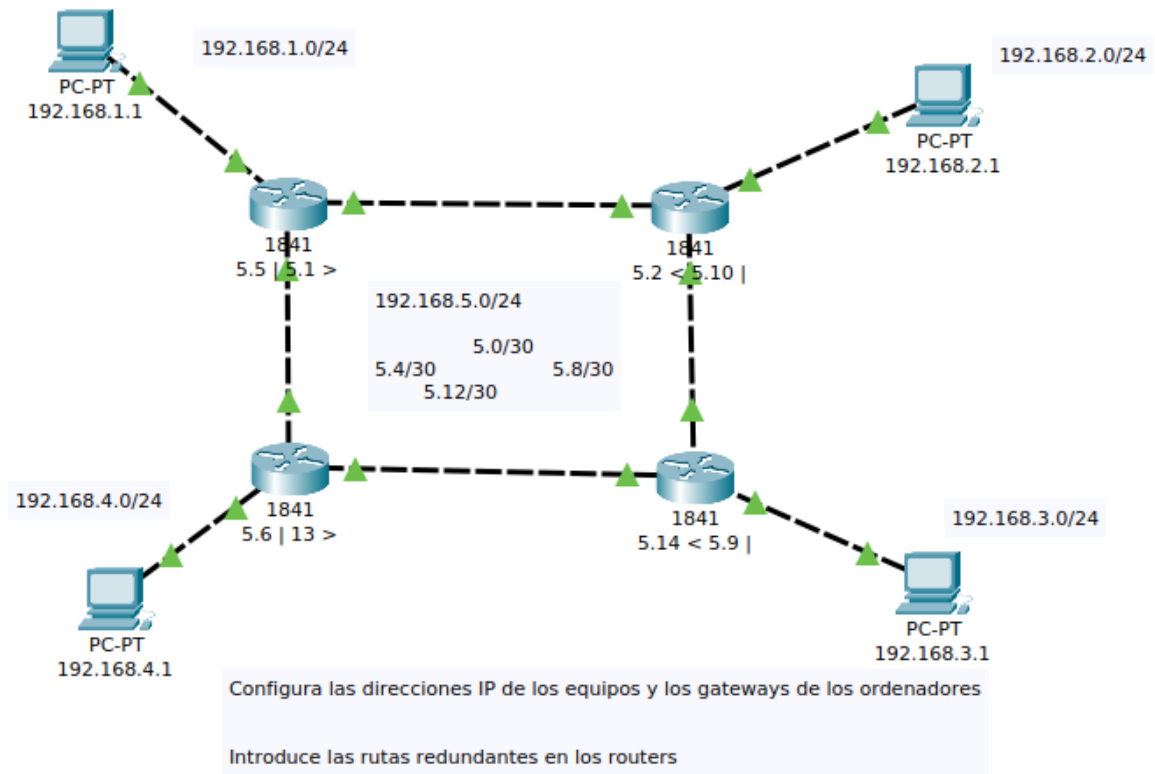 192.168.1.0/24
192.168.2.0/24
PC-PT
192.168.1.1
PC-PT
192.168.2.1
1841
5.5 | 5.1 >
1841
5.2 < 5.10 |
192.168.5.0/24
5.0/30
5.4/30
5.8/30
5.12/30
192.168.4.0/24
1841
5.6 | 13 >
1841
5.14 < 5.9 |
192.168.3.0/24
PC-PT
192.168.4.1
PC-PT
192.168.3.1
Configura las direcciones IP de los equipos y los gateways de los ordenadores
Introduce las rutas redundantes en los routers